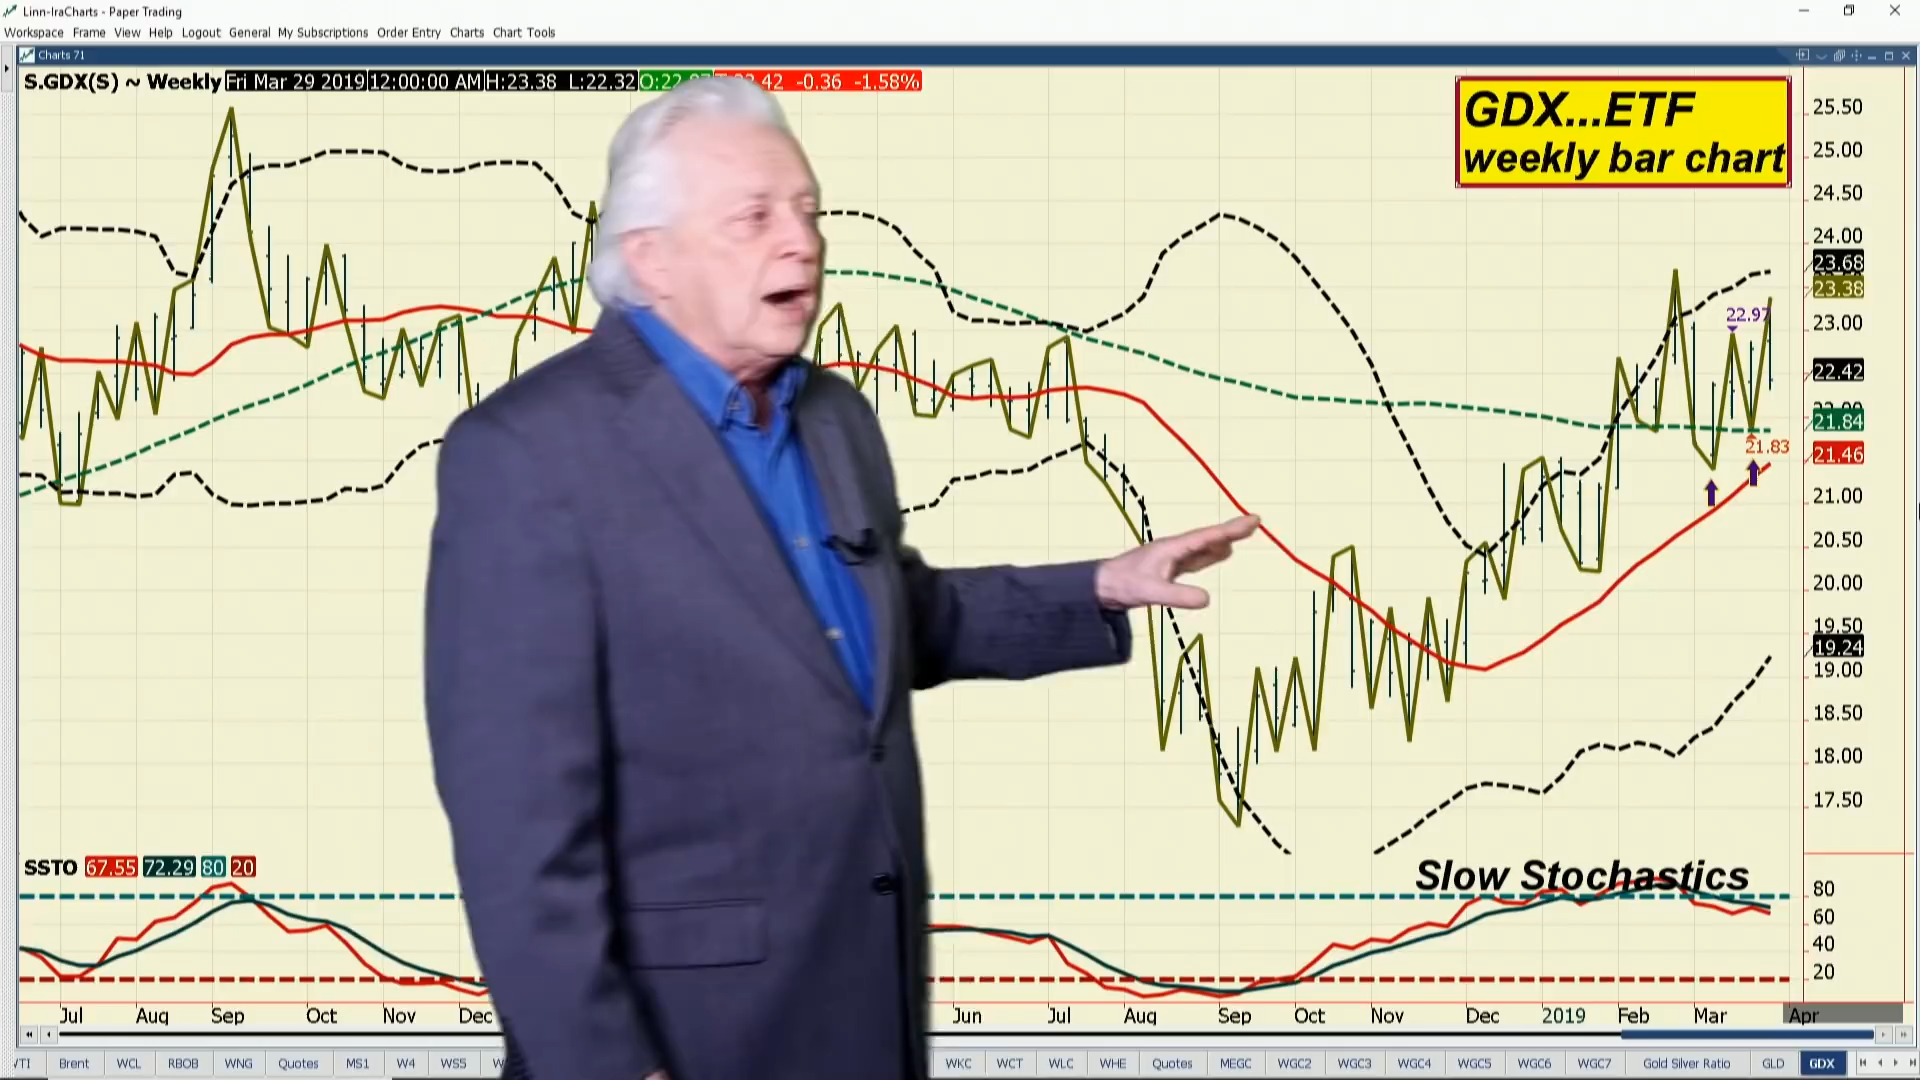 Linn-IraCharts - Paper Trading
Workspace Frame View Help Logout General My Subscriptions Order Entry Charts Chart Tools
Charts 71
S.GDX(S) ~ Weekly Fri Mar 29 2019 12:00:00 AM H:23.38 L:22.32 42 -0.36 -1.58%
GDX...ETF
weekly bar chart
25.50
25.00
24.50
24.00
23.68
23.38
22.97
23.00
22.42
21.84
21.83
21.46
21.00
20.50
20.00
19.50
19.24
19.00
18.50
18.00
17.50
SSTO 67.55 72.29 80 20
Slow Stochastics
80
60
40
20
Jul Aug Sep Oct Nov Dec Jun Jul Aug Sep Oct Nov Dec 2019 Feb Mar Apr
VTI Brent WCL RBOB WNG Quotes MS1 W4 WS5 WKC WCT WLC WHE Quotes MEGC WGC2 WGC3 WGC4 WGC5 WGC6 WGC7 Gold Silver Ratio GLD GDX